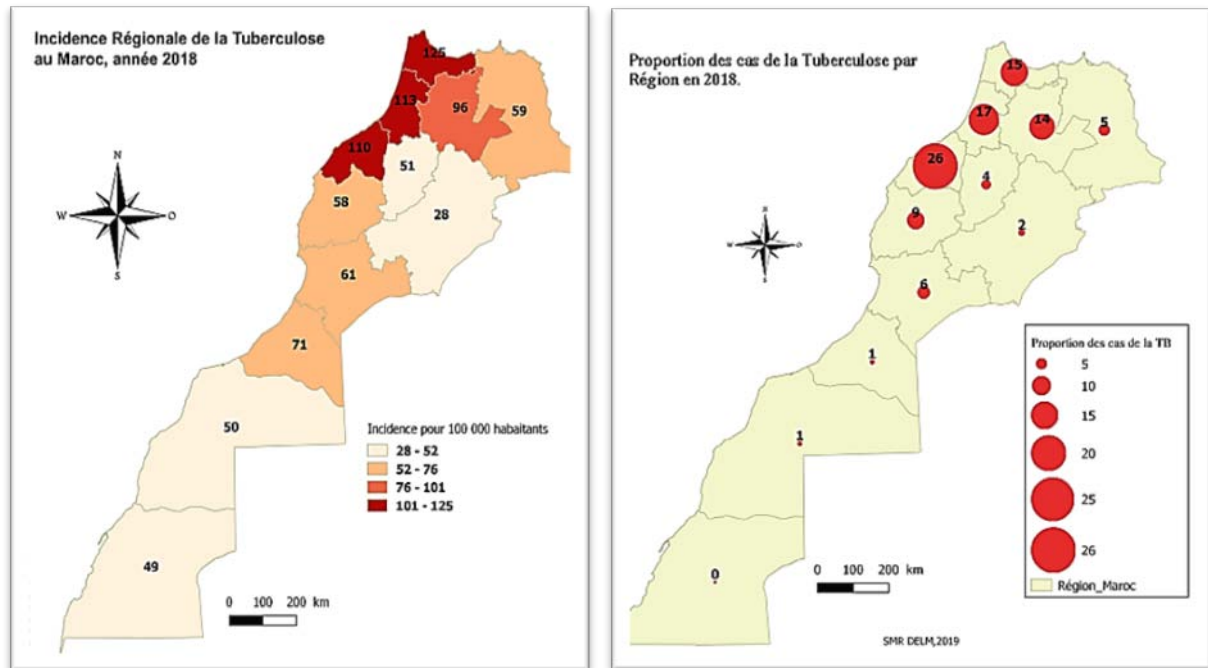 Incidence Régionale de la Tuberculose
au Maroc, année 2018
N
W
O
S
125
113
96
59
110
51
58
28
61
71
50
49
Incidence pour 100 000 habaitants
28 - 52
52 - 76
76 - 101
101 - 125
0 100 200 km
Proportion des cas de la Tuberculose par
Région en 2018.
N
W
O
S
15
17
14
5
26
4
9
2
6
1
1
0
Proportion des cas de la TB
5
10
15
20
25
26
Région_Maroc
0 100 200 km
SMR DELM,2019